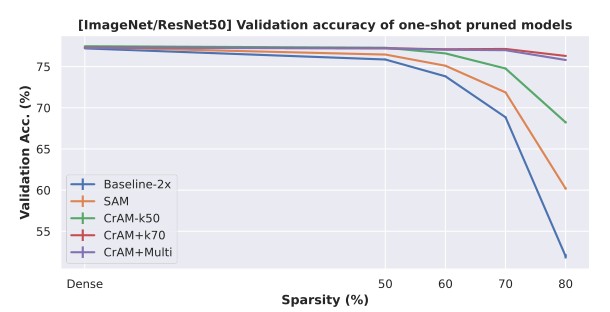 [ImageNet/ResNet50] Validation accuracy of one-shot pruned models
Validation Acc. (%)
75
70
65
60
55
Baseline-2x
SAM
CrAM-k50
CrAM+k70
CrAM+Multi
Dense 50 60 70 80
Sparsity (%)